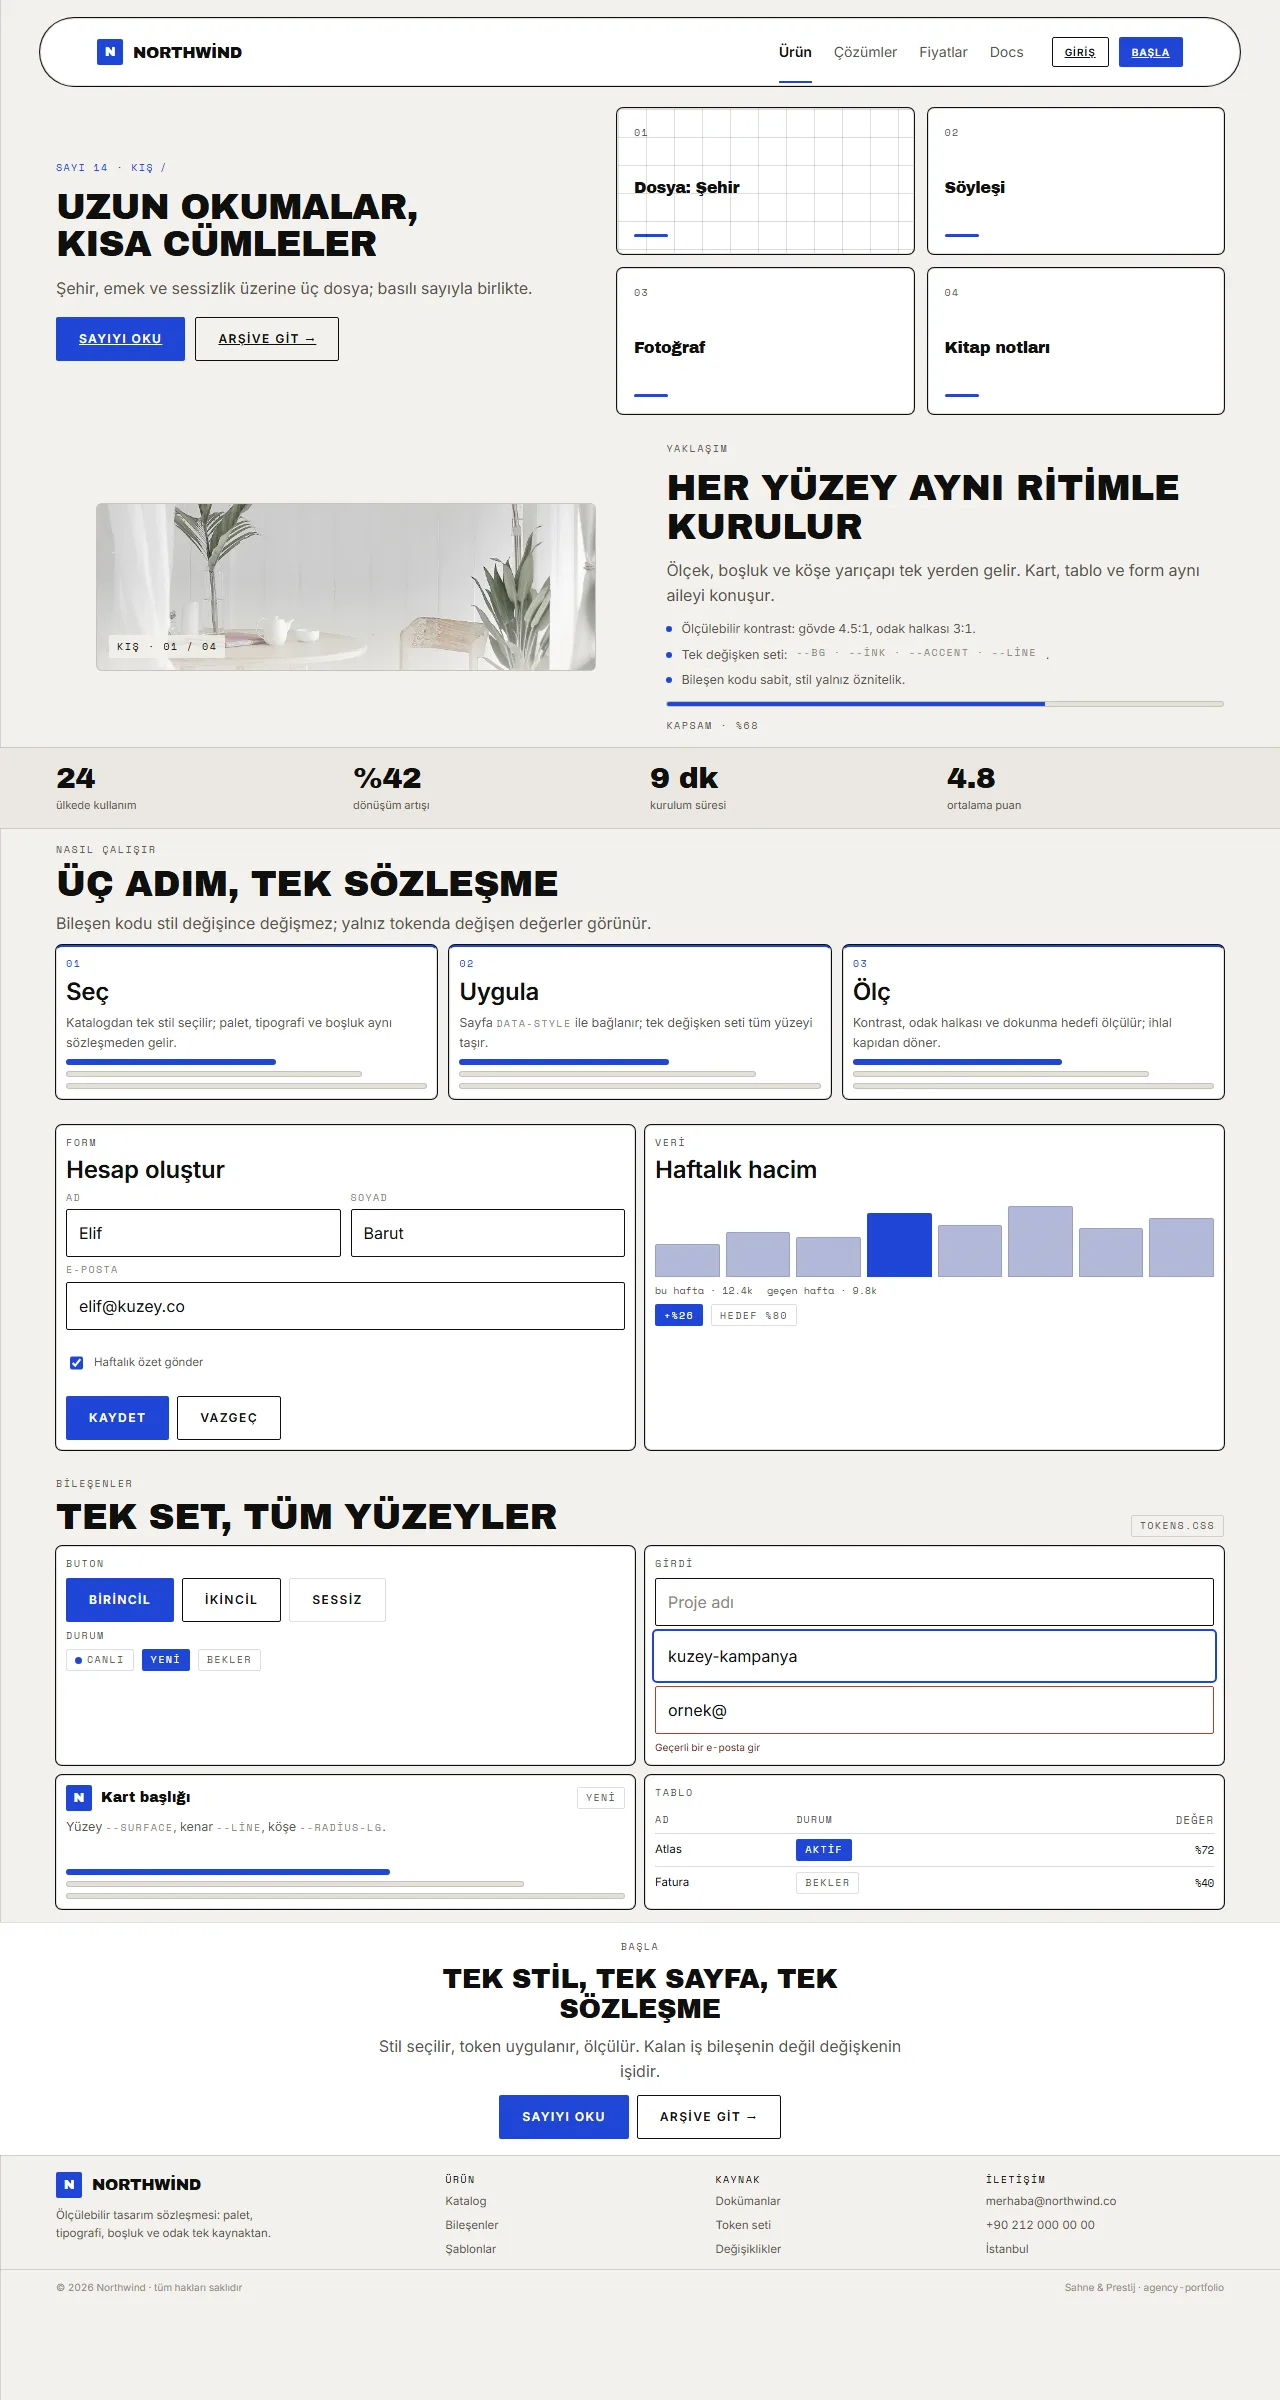 N NORTHWİND
Ürün Çözümler Fiyatlar Docs GİRİŞ BAŞLA
SAYI 14 · KIŞ /
UZUN OKUMALAR,
KISA CÜMLELER
Şehir, emek ve sessizlik üzerine üç dosya; basılı sayıyla birlikte.
SAYIYI OKU ARŞİVE GİT →
01
Dosya: Şehir
02
Söyleşi
03
Fotoğraf
04
Kitap notları
KIŞ · 01 / 04
YAKLAŞIM
HER YÜZEY AYNI RİTİMLE
KURULUR
Ölçek, boşluk ve köşe yarıçapı tek yerden gelir. Kart, tablo ve form aynı
aileyi konuşur.
Ölçülebilir kontrast: gövde 4.5:1, odak halkası 3:1.
Tek değişken seti: --BG · --İNK · --ACCENT · --LİNE .
Bileşen kodu sabit, stil yalnız öznitelik.
KAPSAM · %68
24
ülkede kullanım
%42
dönüşüm artışı
9 dk
kurulum süresi
4.8
ortalama puan
NASIL ÇALIŞIR
ÜÇ ADIM, TEK SÖZLEŞME
Bileşen kodu stil değişince değişmez; yalnız tokenda değişen değerler görünür.
01
Seç
Katalogdan tek stil seçilir; palet, tipografi ve boşluk aynı
sözleşmeden gelir.
02
Uygula
Sayfa DATA-STYLE ile bağlanır; tek değişken seti tüm yüzeyi
taşır.
03
Ölç
Kontrast, odak halkası ve dokunma hedefi ölçülür; ihlal
kapıdan döner.
FORM
Hesap oluştur
AD SOYAD
Elif Barut
E-POSTA
elif@kuzey.co
Haftalık özet gönder
KAYDET VAZGEÇ
VERİ
Haftalık hacim
bu hafta · 12.4k geçen hafta · 9.8k
+%26 HEDEF %80
BİLEŞENLER
TEK SET, TÜM YÜZEYLER
TOKENS.CSS
BUTON
BİRİNCİL İKİNCİL SESSİZ
DURUM
CANLI YENİ BEKLER
GİRDİ
Proje adı
kuzey-kampanya
ornek@
Geçerli bir e-posta gir
N Kart başlığı YENİ
Yüzey --SURFACE, kenar --LİNE, köşe --RADİUS-LG.
TABLO
AD DURUM DEĞER
Atlas AKTİF %72
Fatura BEKLER %40
BAŞLA
TEK STİL, TEK SAYFA, TEK
SÖZLEŞME
Stil seçilir, token uygulanır, ölçülür. Kalan iş bileşenin değil değişkenin
işidir.
SAYIYI OKU ARŞİVE GİT →
N NORTHWİND
Ölçülebilir tasarım sözleşmesi: palet,
tipografi, boşluk ve odak tek kaynaktan.
ÜRÜN
Katalog
Bileşenler
Şablonlar
KAYNAK
Dokümanlar
Token seti
Değişiklikler
İLETİŞİM
merhaba@northwind.co
+90 212 000 00 00
İstanbul
© 2026 Northwind · tüm hakları saklıdır
Sahne & Prestij · agency-portfolio